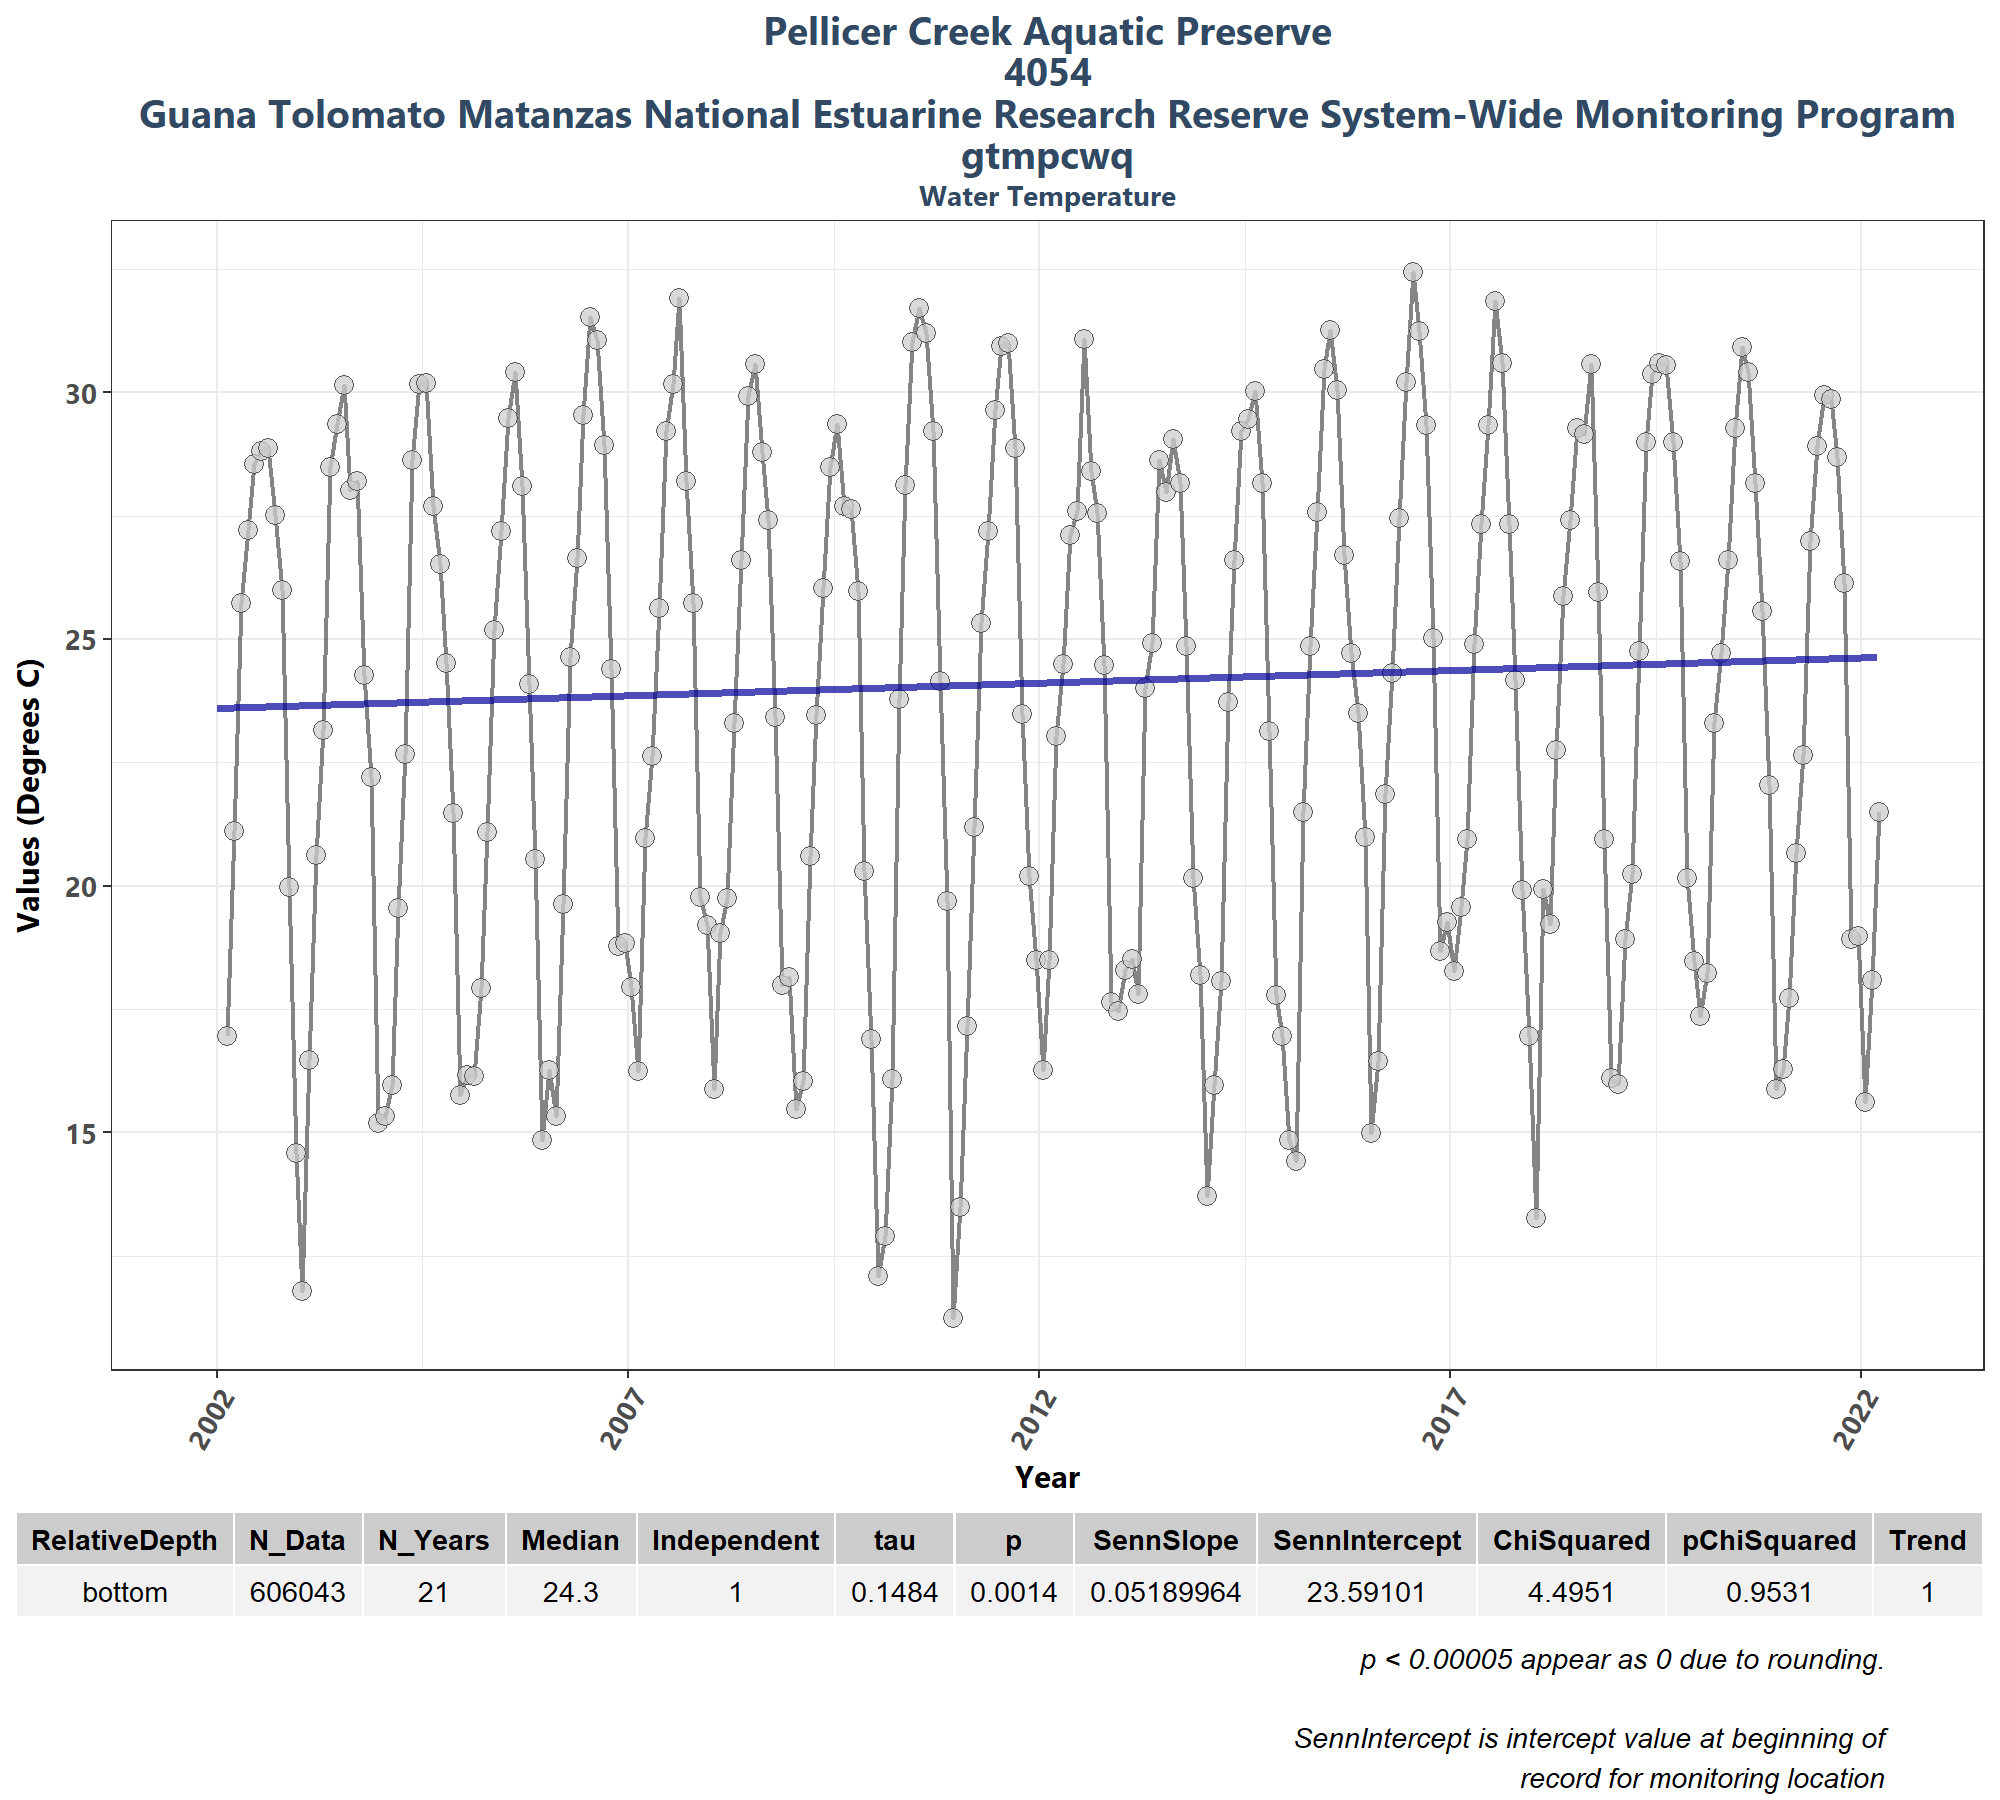 Pellicer Creek Aquatic Preserve
4054
Guana Tolomato Matanzas National Estuarine Research Reserve System-Wide Monitoring Program
gtmpcwq
Water Temperature
Values (Degrees C)
30
25
20
15
2002
2007
2012
2017
2022
Year
RelativeDepth N_Data N_Years Median Independent tau p SennSlope SennIntercept ChiSquared pChiSquared Trend
bottom 606043 21 24.3 1 0.1484 0.0014 0.05189964 23.59101 4.4951 0.9531 1
p < 0.00005 appear as 0 due to rounding.
SennIntercept is intercept value at beginning of
record for monitoring location